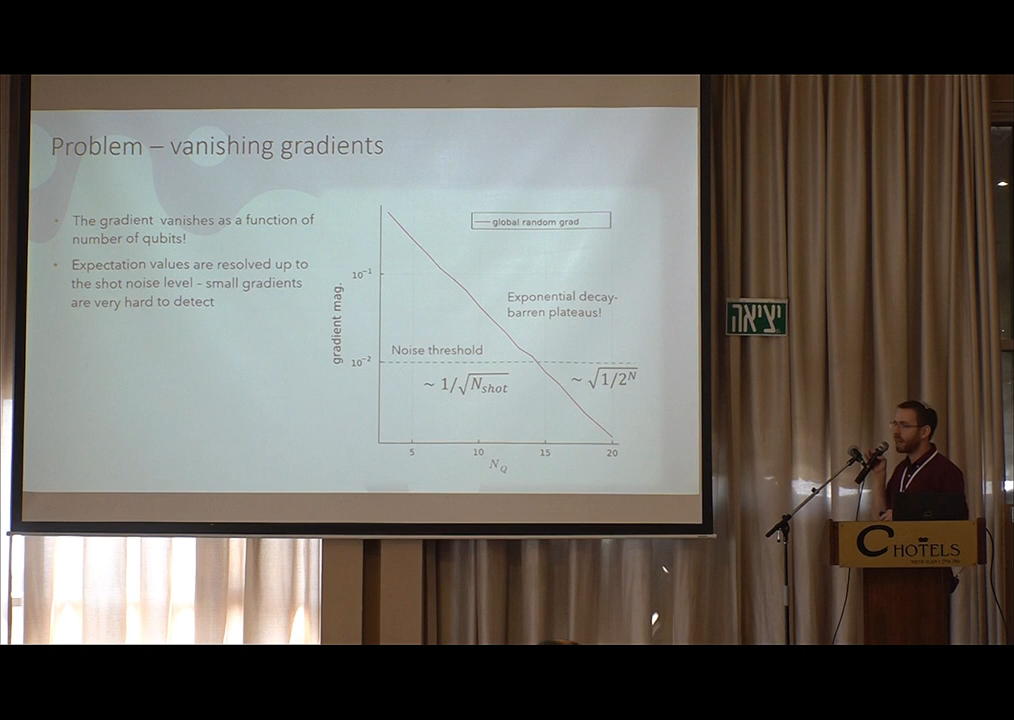 Problem – vanishing gradients
• The gradient vanishes as a function of
number of qubits!
• Expectation values are resolved up to
the shot noise level - small gradients
are very hard to detect
global random grad
gradient mag.
10⁻¹
10⁻²
Exponential decay-
barren plateaus!
Noise threshold
~ 1/√N_shot
~ √1/2^N
5
10
15
20
N_Q
יציאה
C HOTELS